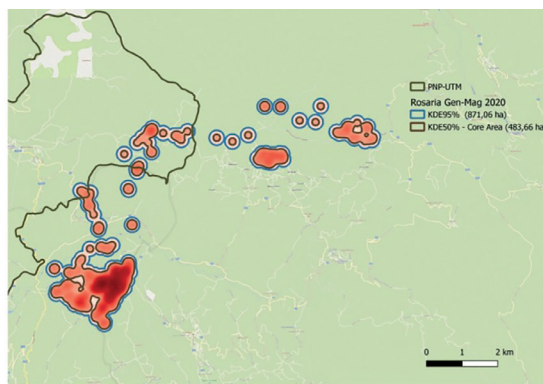 PNP-UTM
Rosaria Gen-Mag 2020
KDE95% (871,06 ha)
KDE50% - Core Area (483,66 ha
0 1 2 km